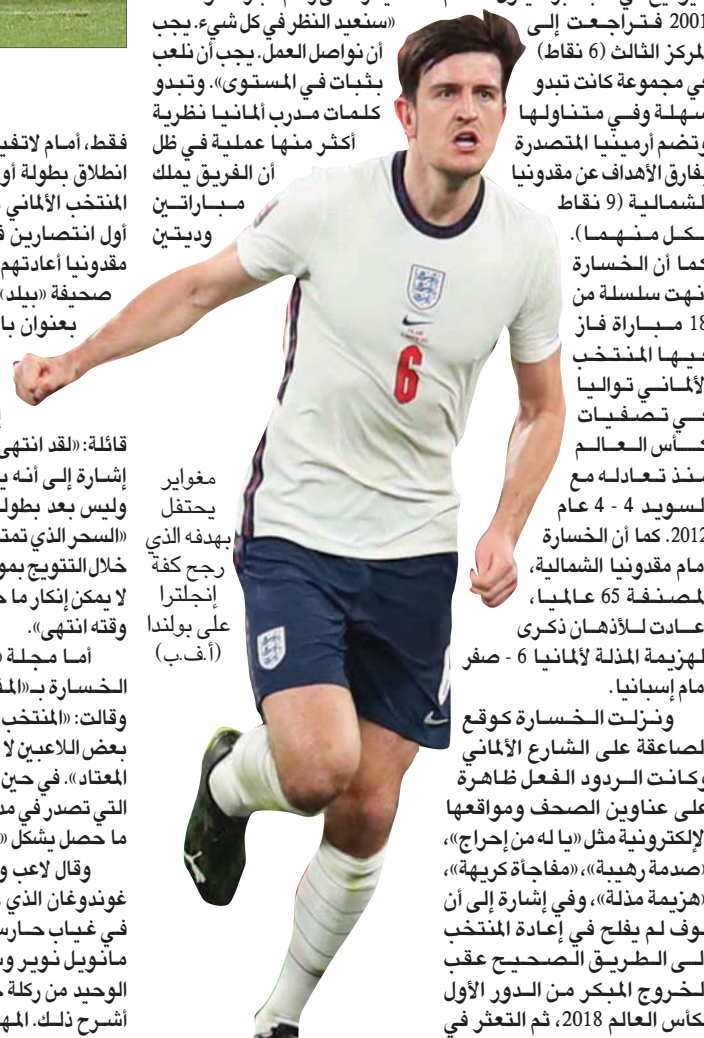 2001 فتراجعت إلى
المركز الثالث (6 نقاط)
في مجموعة كانت تبدو
سهلة وفي متناولها
وتضم أرمينيا المتصدرة
بفارق الأهداف عن مقدونيا
الشمالية (9 نقاط
لكل منهما).
كما أن الخسارة
أنهت سلسلة من
18 مباراة فاز
فيها المنتخب
الألماني تواليا
في تصفيات
كأس العالم
منذ تعادله مع
السويد 4 - 4 عام
2012. كما أن الخسارة
أمام مقدونيا الشمالية،
المصنفة 65 عالميا،
عادت للأذهان ذكرى
الهزيمة المذلة لألمانيا 6 - صفر
أمام إسبانيا.
ونزلت الخسارة كوقع
الصاعقة على الشارع الألماني
وكانت الردود الفعل ظاهرة
على عناوين الصحف ومواقعها
الإلكترونية مثل «يا له من إحراج»،
«صدمة رهيبة»، «مفاجأة كريهة»،
«هزيمة مذلة»، وفي إشارة إلى أن
لوف لم يفلح في إعادة المنتخب
إلى الطريق الصحيح عقب
الخروج المبكر من الدور الأول
لكأس العالم 2018، ثم التعثر في
«سنعيد النظر في كل شيء. يجب
أن نواصل العمل. يجب أن نلعب
بثبات في المستوى». وتبدو
كلمات مدرب ألمانيا نظرية
أكثر منها عملية في ظل
أن الفريق يملك
مباراتين
وديتين
مغواير
يحتفل
بهدفه الذي
رجح كفة
إنجلترا
على بولندا
(أ.ف.ب)
6
فقط، أمام لاتفي
انطلاق بطولة أو
المنتخب الألماني
أول انتصارين
مقدونيا أعادتهم
صحيفة «بيلد»
بعنوان با
قائلة: «لقد انتهى
إشارة إلى أنه
وليس بعد بطول
«السحر الذي تمت
خلال التتويج بمو
لا يمكن إنكار ما
وقته انتهى».
أما مجلة
الخسارة بـ«الم
وقالت: «المنتخب
بعض اللاعبين لا
المعتاد». في حين
التي تصدر في مد
ما حصل يشكل
وقال لاعب و
غوندوغان الذي
في غياب حارس
مانويل نوير وس
الوحيد من ركلة
أشرح ذلك. المه